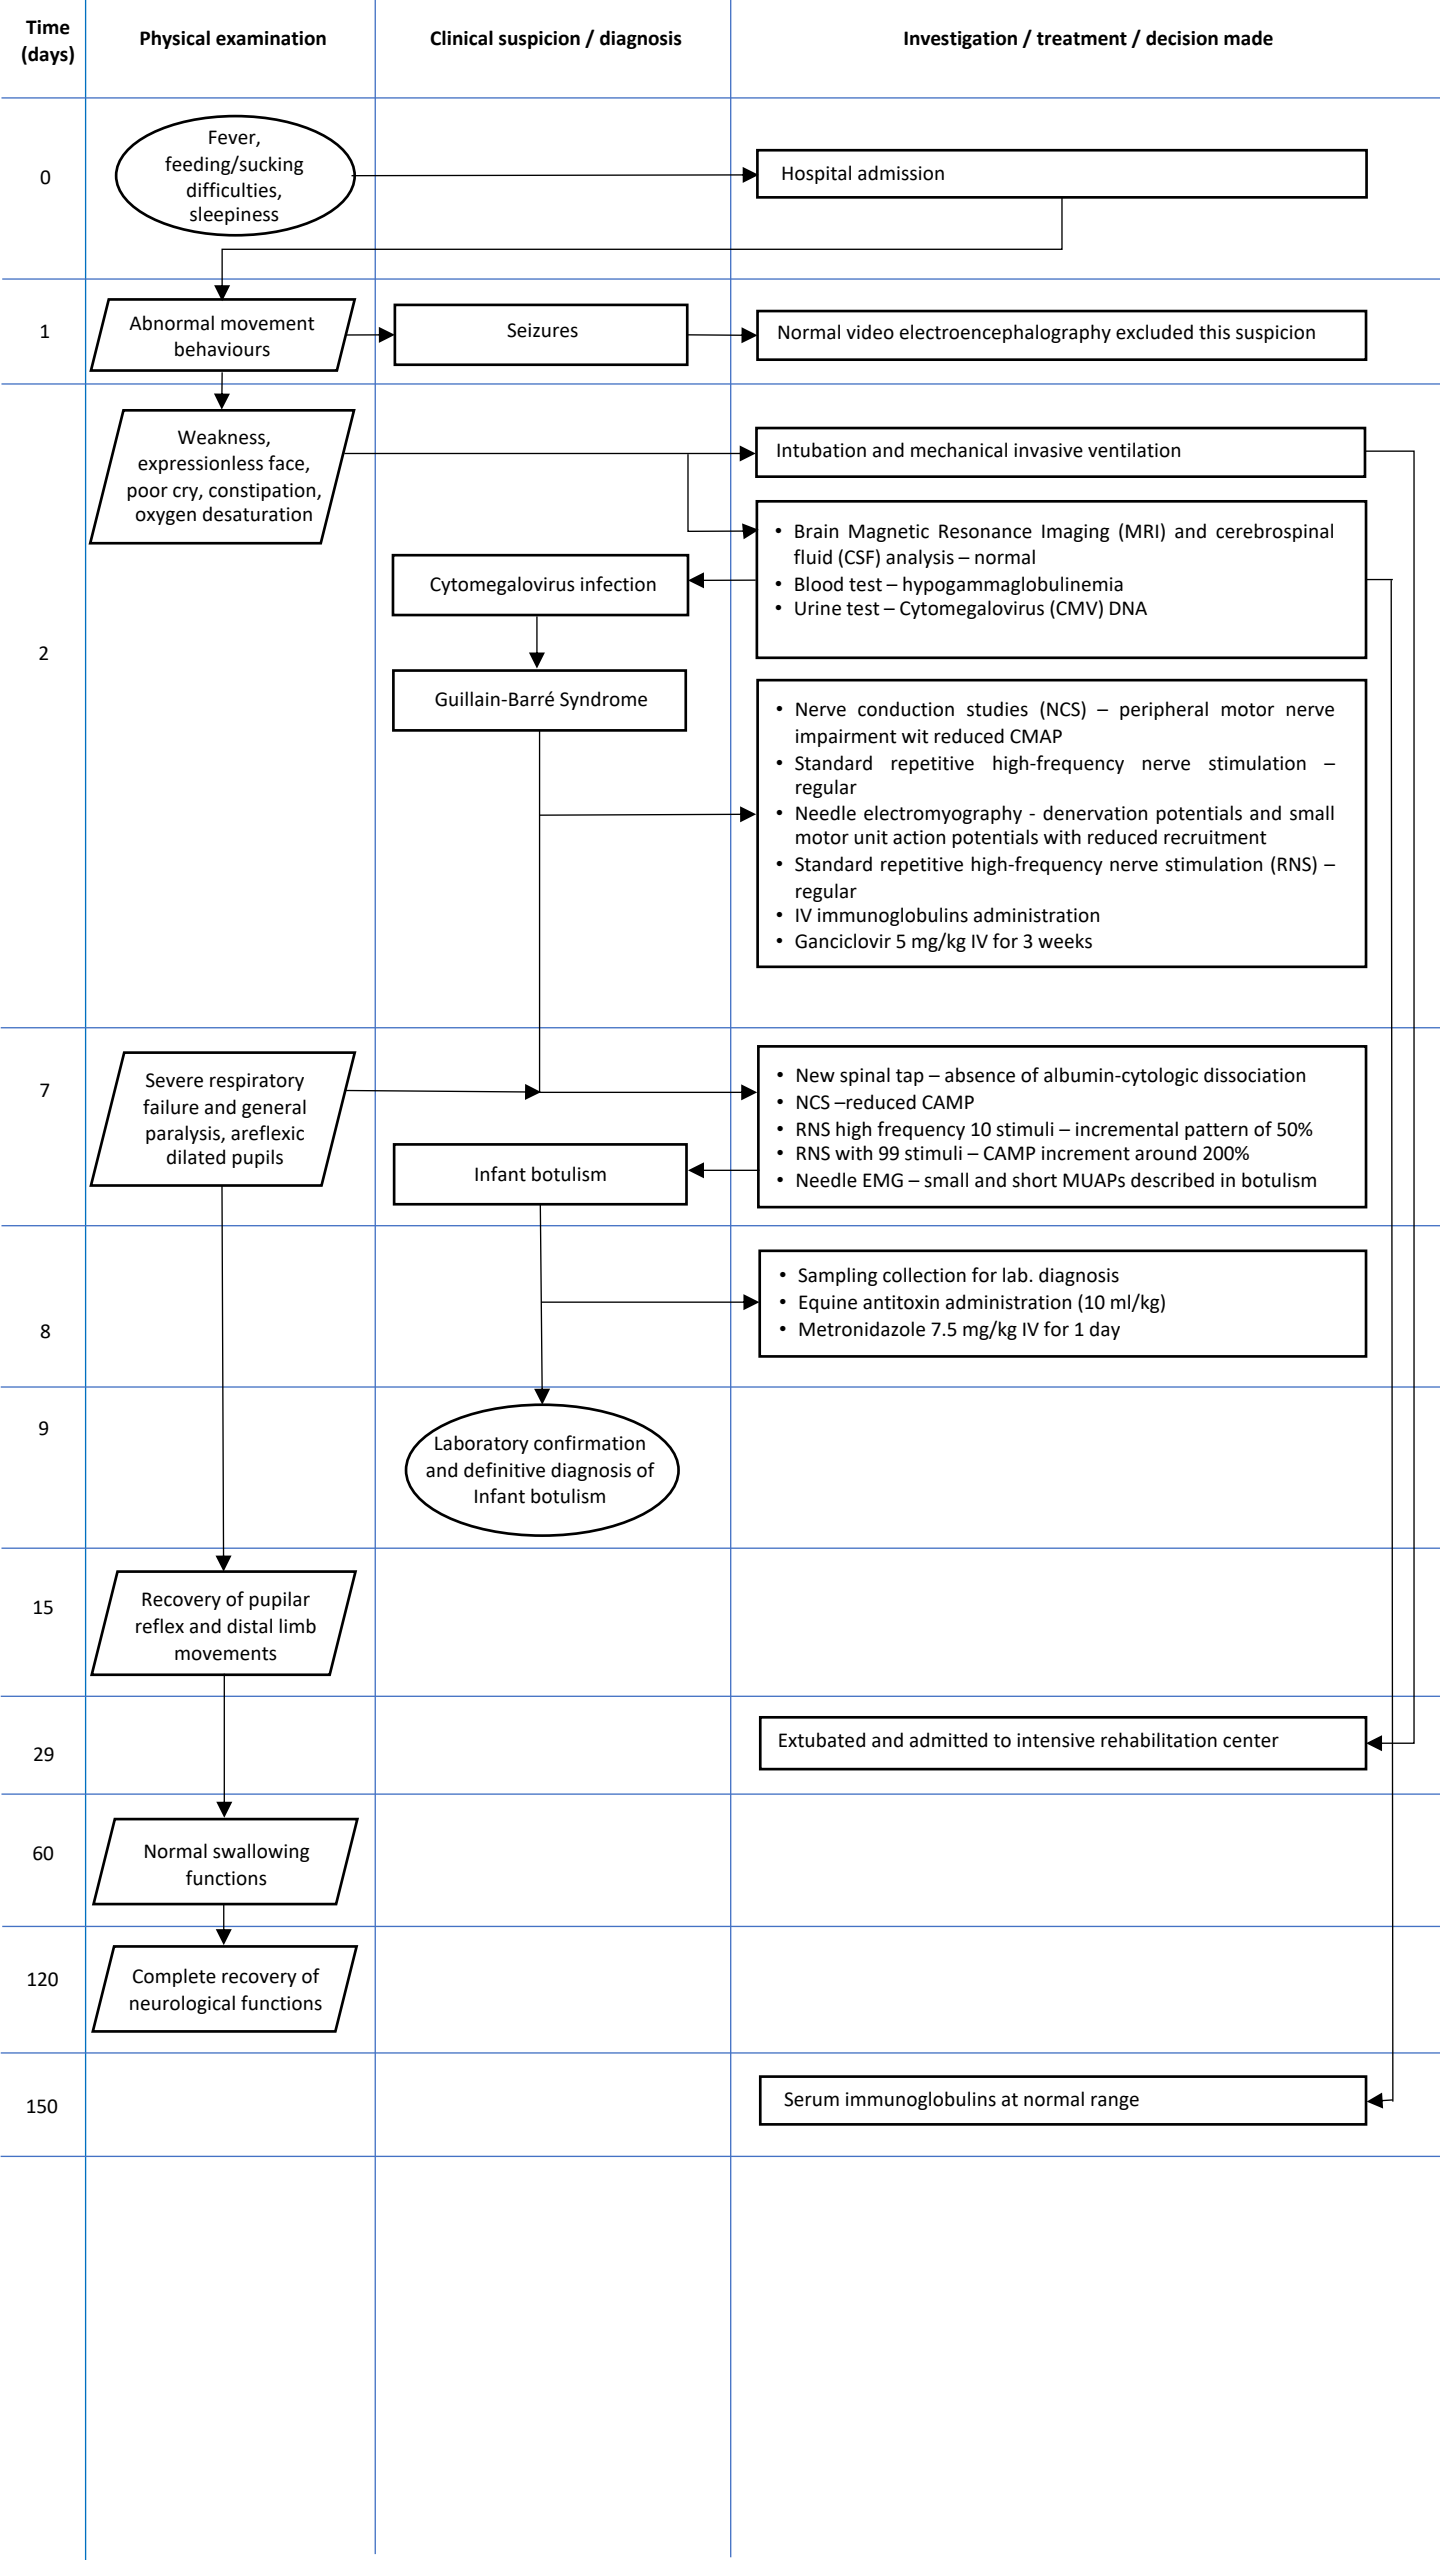 Time
(days)
Physical examination
Clinical suspicion / diagnosis
Investigation / treatment / decision made
0
Fever,
feeding/sucking
difficulties,
sleepiness
Hospital admission
1
Abnormal movement
behaviours
Seizures
Normal video electroencephalography excluded this suspicion
2
Weakness,
expressionless face,
poor cry, constipation,
oxygen desaturation
Intubation and mechanical invasive ventilation
• Brain Magnetic Resonance Imaging (MRI) and cerebrospinal
fluid (CSF) analysis – normal
• Blood test – hypogammaglobulinemia
• Urine test – Cytomegalovirus (CMV) DNA
Cytomegalovirus infection
Guillain-Barré Syndrome
• Nerve conduction studies (NCS) – peripheral motor nerve
impairment wit reduced CMAP
• Standard repetitive high-frequency nerve stimulation –
regular
• Needle electromyography - denervation potentials and small
motor unit action potentials with reduced recruitment
• Standard repetitive high-frequency nerve stimulation (RNS) –
regular
• IV immunoglobulins administration
• Ganciclovir 5 mg/kg IV for 3 weeks
7
Severe respiratory
failure and general
paralysis, areflexic
dilated pupils
• New spinal tap – absence of albumin-cytologic dissociation
• NCS –reduced CAMP
• RNS high frequency 10 stimuli – incremental pattern of 50%
• RNS with 99 stimuli – CAMP increment around 200%
• Needle EMG – small and short MUAPs described in botulism
Infant botulism
8
• Sampling collection for lab. diagnosis
• Equine antitoxin administration (10 ml/kg)
• Metronidazole 7.5 mg/kg IV for 1 day
9
Laboratory confirmation
and definitive diagnosis of
Infant botulism
15
Recovery of pupilar
reflex and distal limb
movements
29
Extubated and admitted to intensive rehabilitation center
60
Normal swallowing
functions
120
Complete recovery of
neurological functions
150
Serum immunoglobulins at normal range